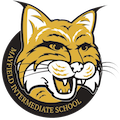 MAYFIELD INTERMEDIATE SCHOOL